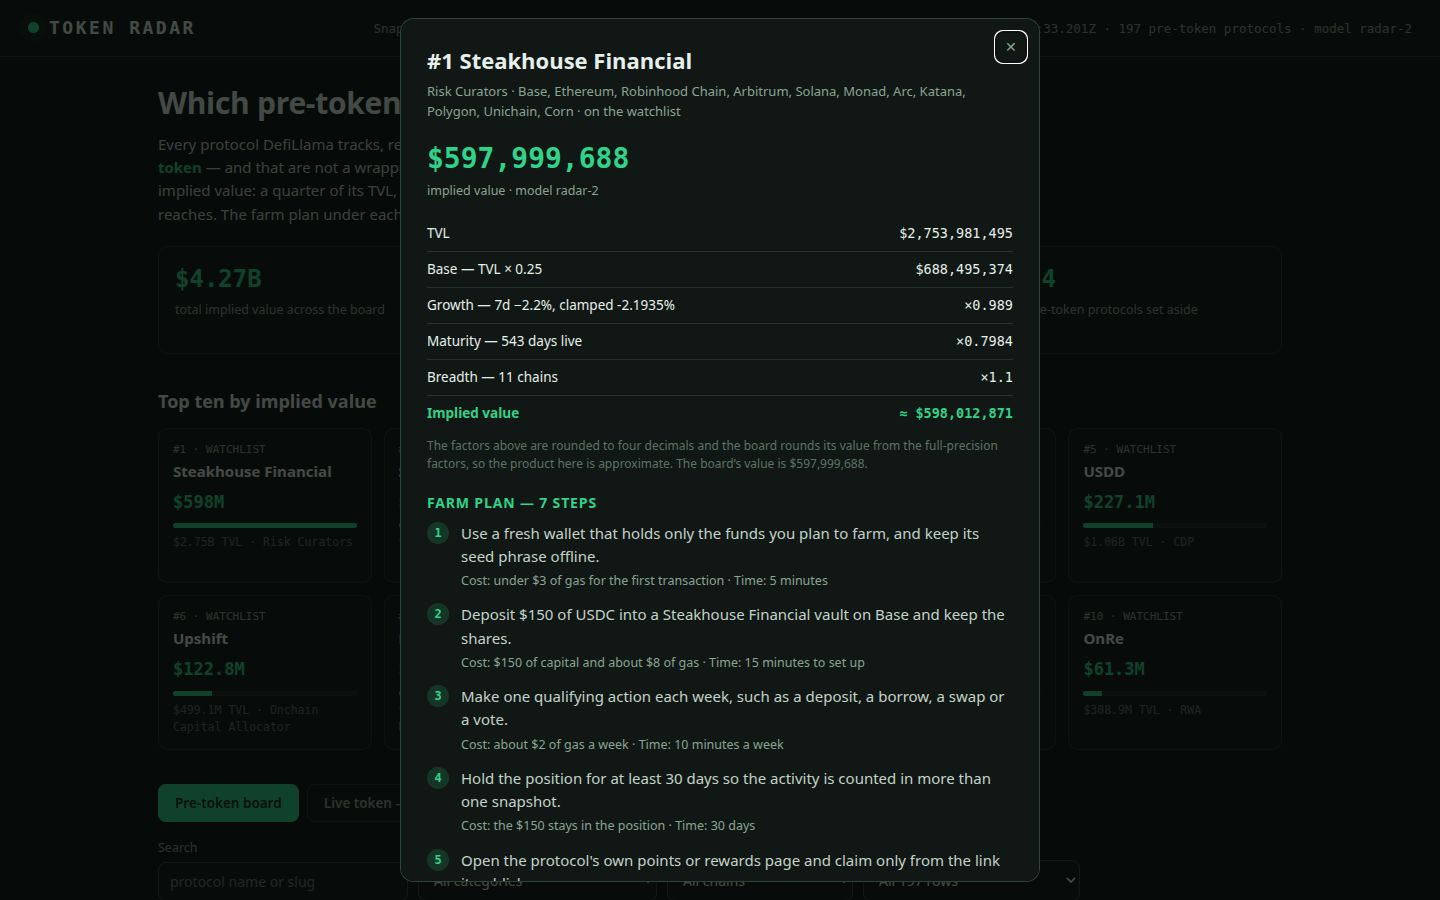 TOKEN RADAR
Snap
:33.201Z · 197 pre-token protocols · model radar-2
Which pre-token
Every protocol DefiLlama tracks, re
token — and that are not a wrapp
implied value: a quarter of its TVL,
reaches. The farm plan under each
$4.27B
total implied value across the board
4
e-token protocols set aside
Top ten by implied value
#1 · WATCHLIST
Steakhouse Financial
$598M
$2.75B TVL · Risk Curators
#5 · WATCHLIST
USDD
$227.1M
$1.06B TVL · CDP
#6 · WATCHLIST
Upshift
$122.8M
$499.1M TVL · Onchain
Capital Allocator
#10 · WATCHLIST
OnRe
$61.3M
$308.9M TVL · RWA
Pre-token board
Live token –
Search
protocol name or slug
All categories
All chains
All 197 rows
#1 Steakhouse Financial
×
Risk Curators · Base, Ethereum, Robinhood Chain, Arbitrum, Solana, Monad, Arc, Katana,
Polygon, Unichain, Corn · on the watchlist
$597,999,688
implied value · model radar-2
TVL $2,753,981,495
Base — TVL × 0.25 $688,495,374
Growth — 7d −2.2%, clamped -2.1935% ×0.989
Maturity — 543 days live ×0.7984
Breadth — 11 chains ×1.1
Implied value ≈ $598,012,871
The factors above are rounded to four decimals and the board rounds its value from the full-precision
factors, so the product here is approximate. The board's value is $597,999,688.
FARM PLAN — 7 STEPS
1 Use a fresh wallet that holds only the funds you plan to farm, and keep its
seed phrase offline.
Cost: under $3 of gas for the first transaction · Time: 5 minutes
2 Deposit $150 of USDC into a Steakhouse Financial vault on Base and keep the
shares.
Cost: $150 of capital and about $8 of gas · Time: 15 minutes to set up
3 Make one qualifying action each week, such as a deposit, a borrow, a swap or
a vote.
Cost: about $2 of gas a week · Time: 10 minutes a week
4 Hold the position for at least 30 days so the activity is counted in more than
one snapshot.
Cost: the $150 stays in the position · Time: 30 days
5 Open the protocol's own points or rewards page and claim only from the link